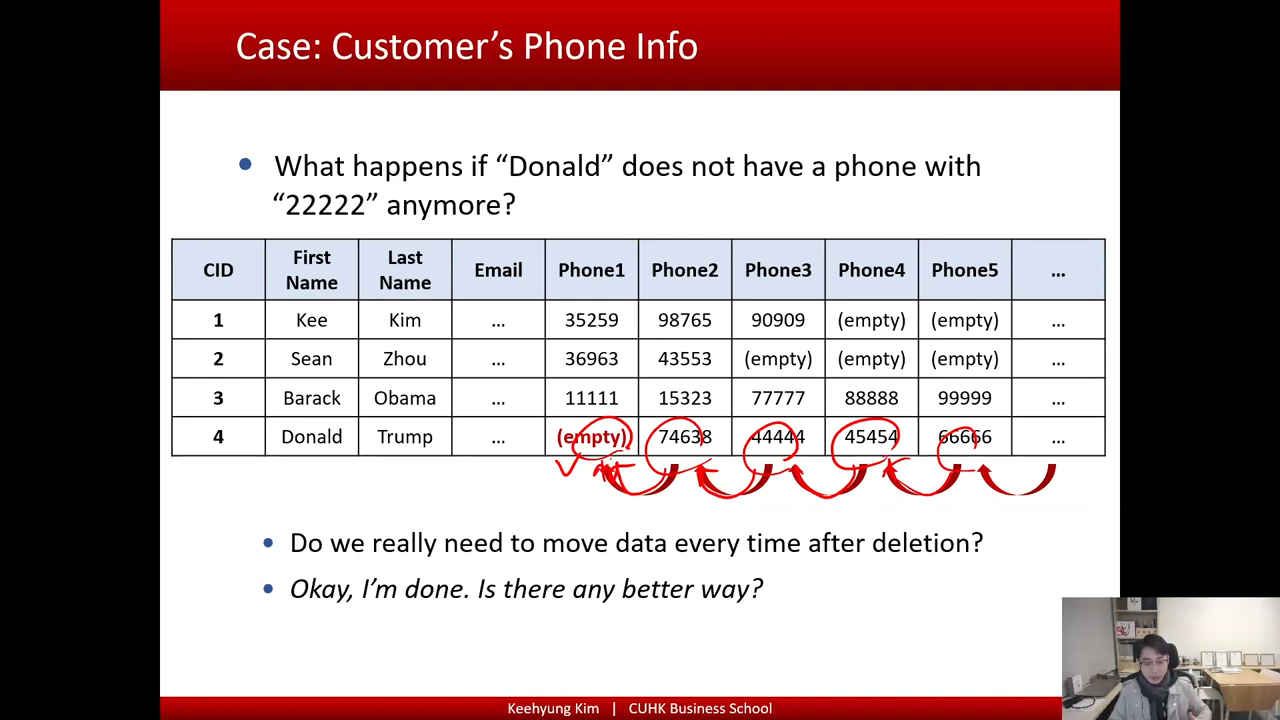 Case: Customer’s Phone Info
• What happens if “Donald” does not have a phone with
“22222” anymore?
CID First Name Last Name Email Phone1 Phone2 Phone3 Phone4 Phone5 ...
1 Kee Kim ... 35259 98765 90909 (empty) (empty) ...
2 Sean Zhou ... 36963 43553 (empty) (empty) (empty) ...
3 Barack Obama ... 11111 15323 77777 88888 99999 ...
4 Donald Trump ... (empty) 74638 44444 45454 66666 ...
• Do we really need to move data every time after deletion?
• Okay, I’m done. Is there any better way?
Keehyung Kim | CUHK Business School